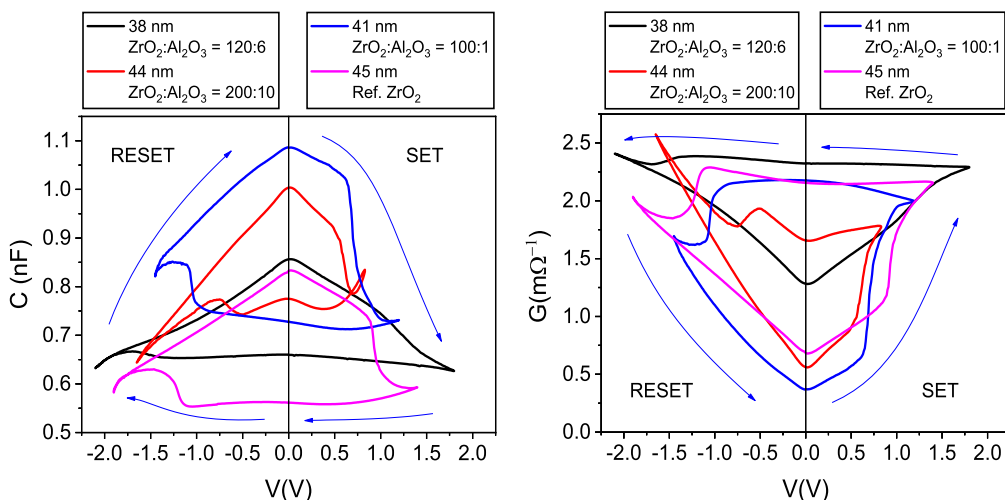 38 nm
ZrO₂:Al₂O₃ = 120:6
44 nm
ZrO₂:Al₂O₃ = 200:10
41 nm
ZrO₂:Al₂O₃ = 100:1
45 nm
Ref. ZrO₂
RESET
SET
1.1
1.0
0.9
0.8
0.7
0.6
0.5
C (nF)
-2.0 -1.5 -1.0 -0.5 0.0 0.5 1.0 1.5 2.0
V(V)
38 nm
ZrO₂:Al₂O₃ = 120:6
44 nm
ZrO₂:Al₂O₃ = 200:10
41 nm
ZrO₂:Al₂O₃ = 100:1
45 nm
Ref. ZrO₂
2.5
2.0
1.5
1.0
0.5
0.0
G(mΩ⁻¹)
RESET
SET
-2.0 -1.5 -1.0 -0.5 0.0 0.5 1.0 1.5 2.0
V(V)